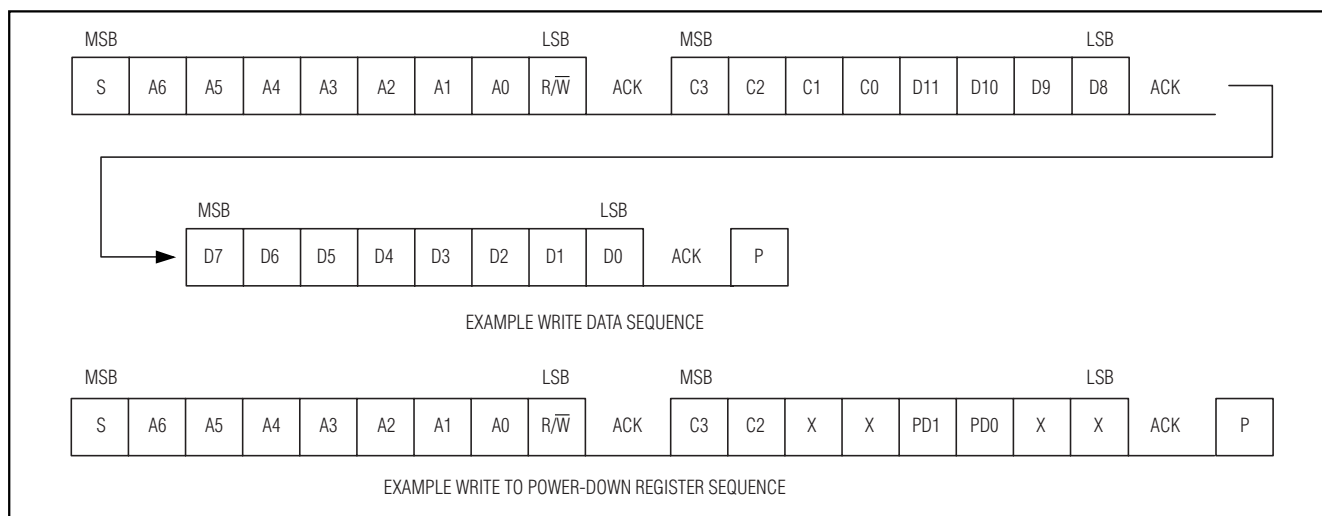 MSB LSB MSB LSB
S A6 A5 A4 A3 A2 A1 A0 R/W̅ ACK C3 C2 C1 C0 D11 D10 D9 D8 ACK
MSB LSB
D7 D6 D5 D4 D3 D2 D1 D0 ACK P
EXAMPLE WRITE DATA SEQUENCE
MSB LSB MSB LSB
S A6 A5 A4 A3 A2 A1 A0 R/W̅ ACK C3 C2 X X PD1 PD0 X X ACK P
EXAMPLE WRITE TO POWER-DOWN REGISTER SEQUENCE